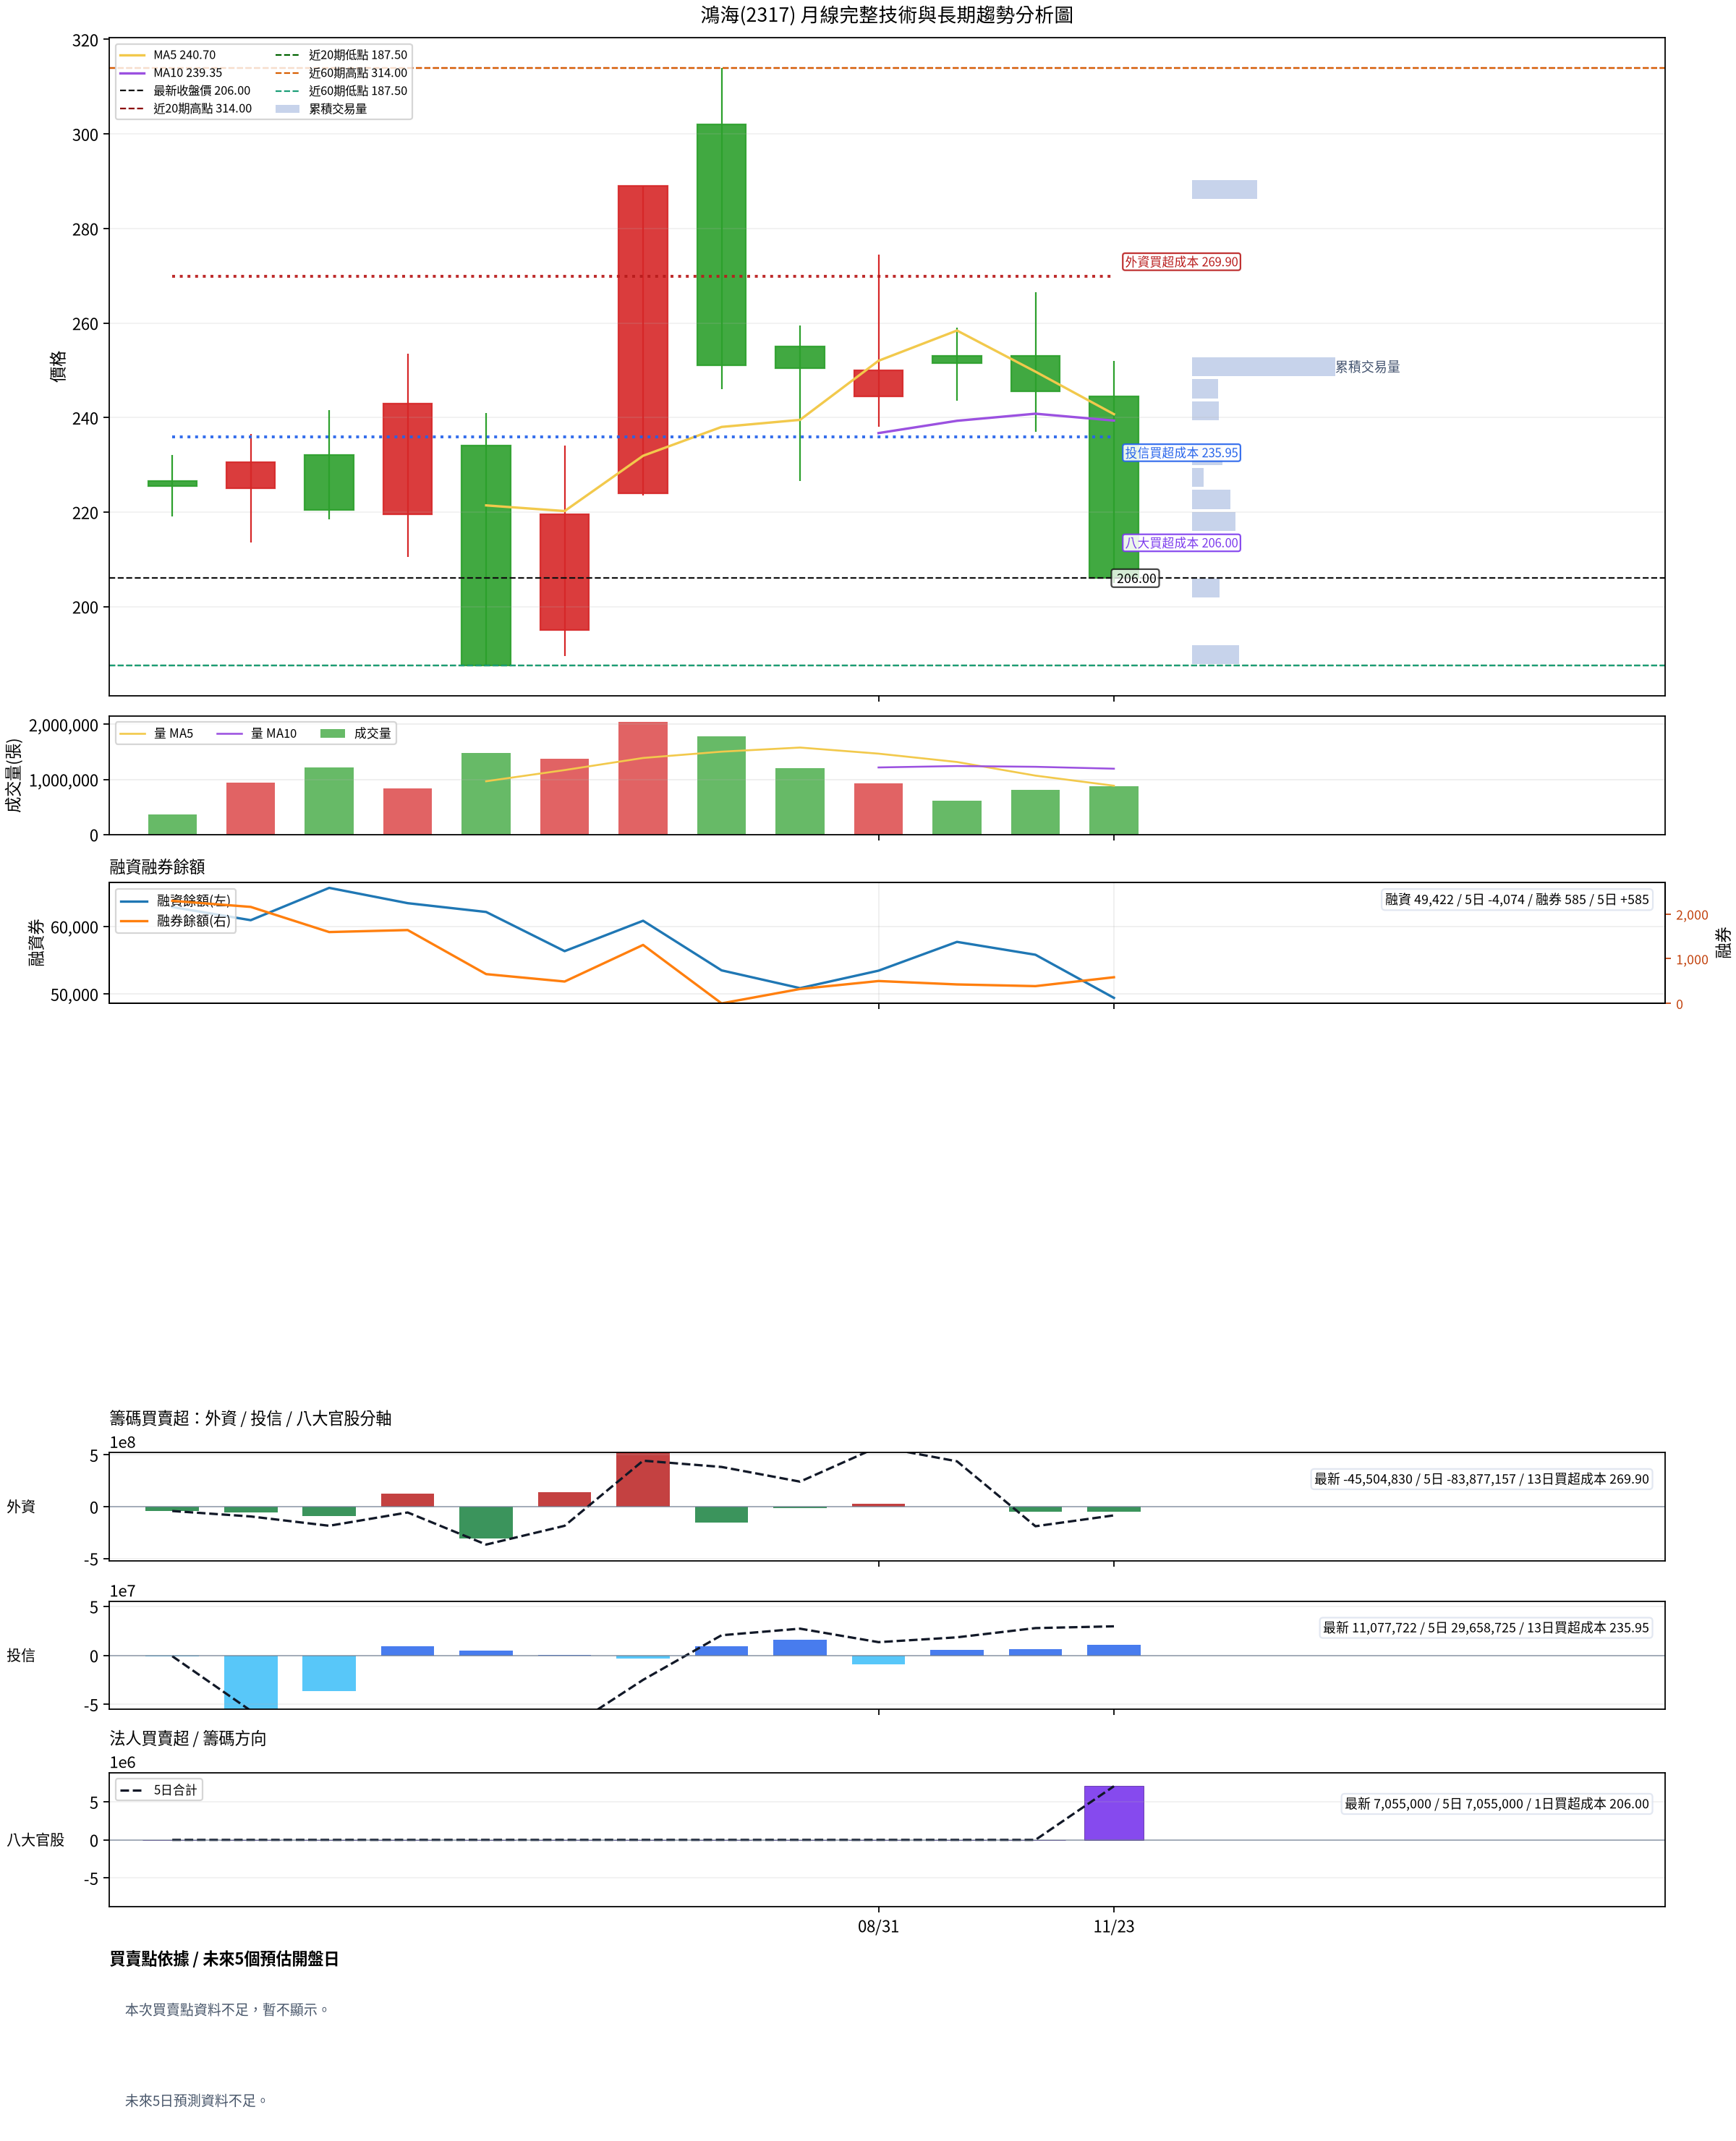 鴻海(2317) 月線完整技術與長期趨勢分析圖
MA5 240.70
MA10 239.35
最新收盤價 206.00
近20期高點 314.00
近20期低點 187.50
近60期高點 314.00
近60期低點 187.50
累積交易量
價格
320
300
280
260
240
220
200
外資買超成本 269.90
累積交易量
投信買超成本 235.95
八大買超成本 206.00
206.00
成交量(張)
2,000,000
1,000,000
0
量 MA5
量 MA10
成交量
融資融券餘額
融資券
60,000
50,000
融資餘額(左)
融券餘額(右)
融資 49,422 / 5日 -4,074 / 融券 585 / 5日 +585
2,000
1,000
0
融券
籌碼買賣超：外資 / 投信 / 八大官股分軸
1e8
外資
5
0
-5
最新 -45,504,830 / 5日 -83,877,157 / 13日買超成本 269.90
1e7
投信
5
0
-5
最新 11,077,722 / 5日 29,658,725 / 13日買超成本 235.95
法人買賣超 / 籌碼方向
1e6
八大官股
5
0
-5
5日合計
最新 7,055,000 / 5日 7,055,000 / 1日買超成本 206.00
08/31
11/23
買賣點依據 / 未來5個預估開盤日
本次買賣點資料不足，暫不顯示。
未來5日預測資料不足。